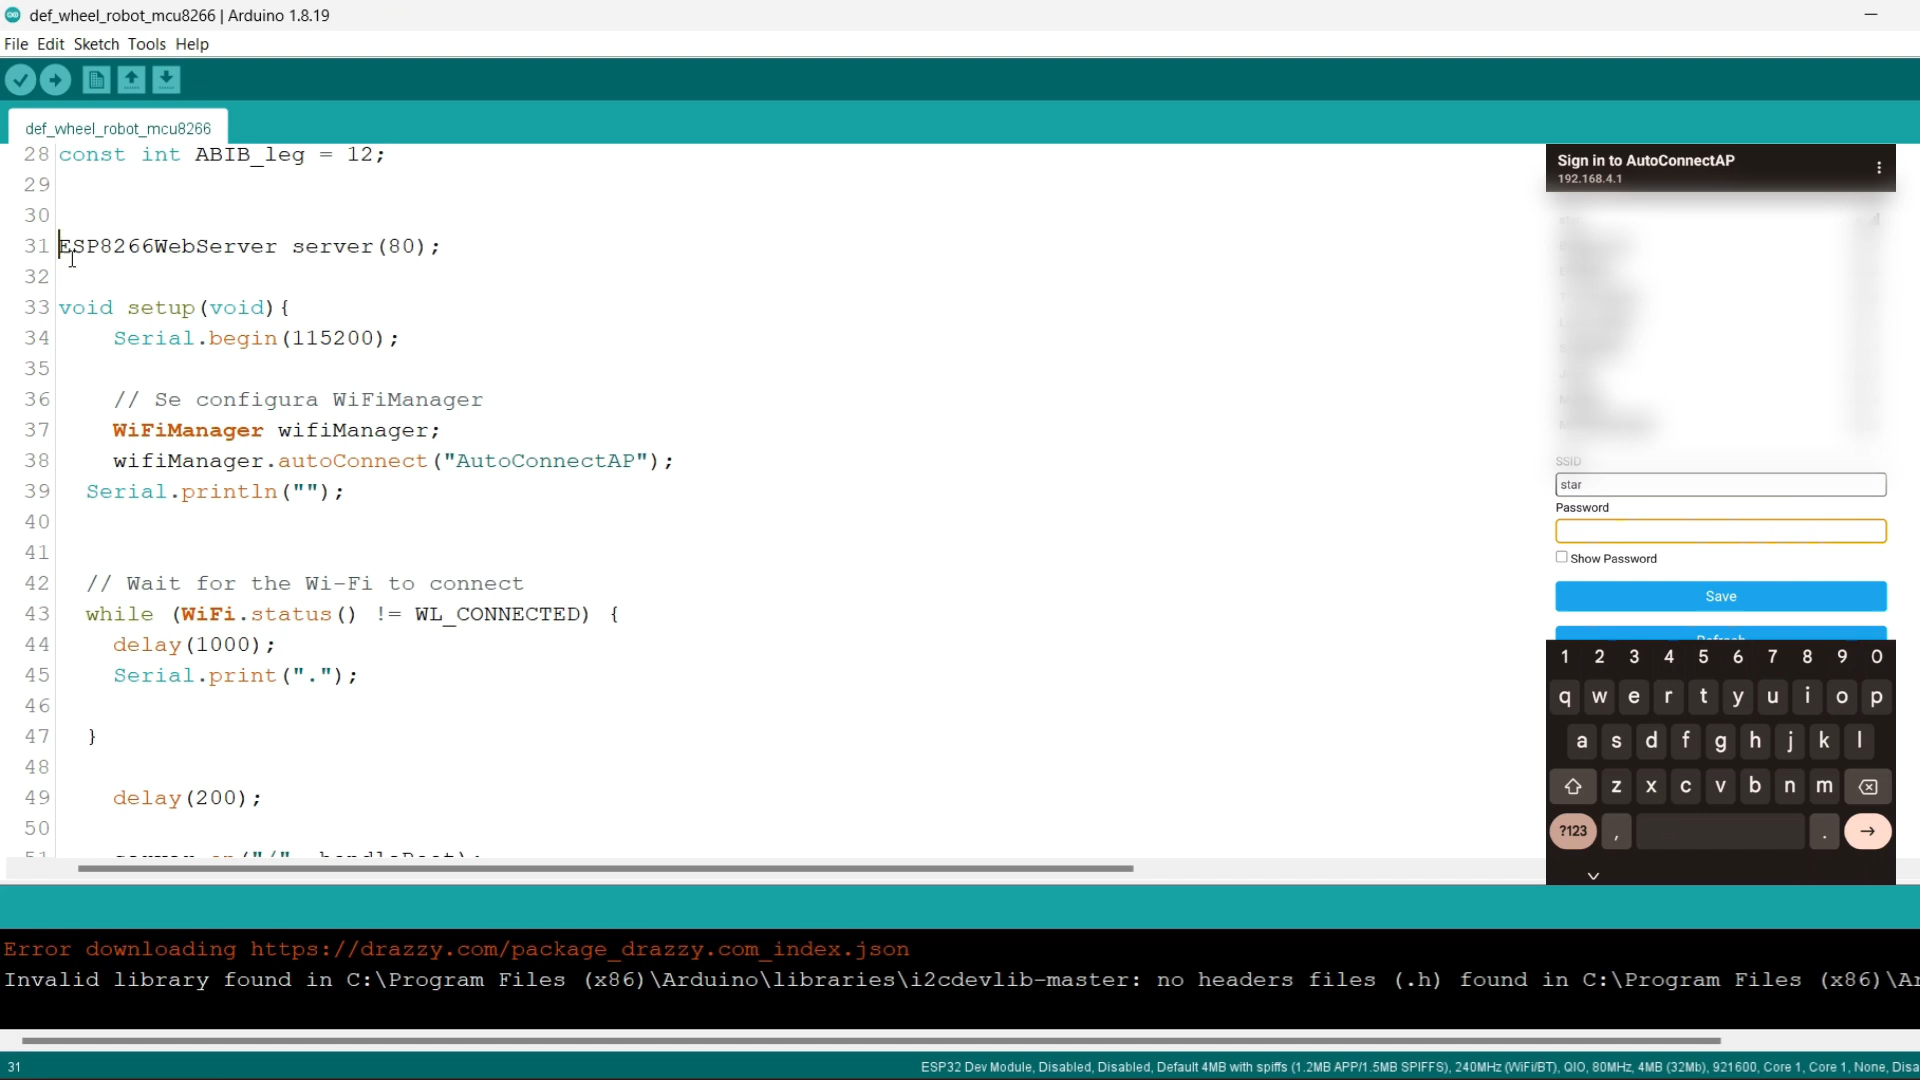 def_wheel_robot_mcu8266 | Arduino 1.8.19
File Edit Sketch Tools Help
def_wheel_robot_mcu8266
28 const int ABIB_leg = 12;
29
30
31 ESP8266WebServer server(80);
32
33 void setup(void){
34 Serial.begin(115200);
35
36 // Se configura WiFiManager
37 WiFiManager wifiManager;
38 wifiManager.autoConnect("AutoConnectAP");
39 Serial.println("");
40
41
42 // Wait for the Wi-Fi to connect
43 while (WiFi.status() != WL_CONNECTED) {
44 delay(1000);
45 Serial.print(".");
46
47 }
48
49 delay(200);
50
51 server.on("/", handleRoot);
Sign in to AutoConnectAP
192.168.4.1
SSID
star
Password
Show Password
Save
Refresh
1 2 3 4 5 6 7 8 9 0
q w e r t y u i o p
a s d f g h j k l
z x c v b n m
?123 , .
Error downloading https://drazzy.com/package_drazzy.com_index.json
Invalid library found in C:\Program Files (x86)\Arduino\libraries\i2cdevlib-master: no headers files (.h) found in C:\Program Files (x86)\Ar
31
ESP32 Dev Module, Disabled, Disabled, Default 4MB with spiffs (1.2MB APP/1.5MB SPIFFS), 240MHz (WiFi/BT), QIO, 80MHz, 4MB (32Mb), 921600, Core 1, Core 1, None, Disa